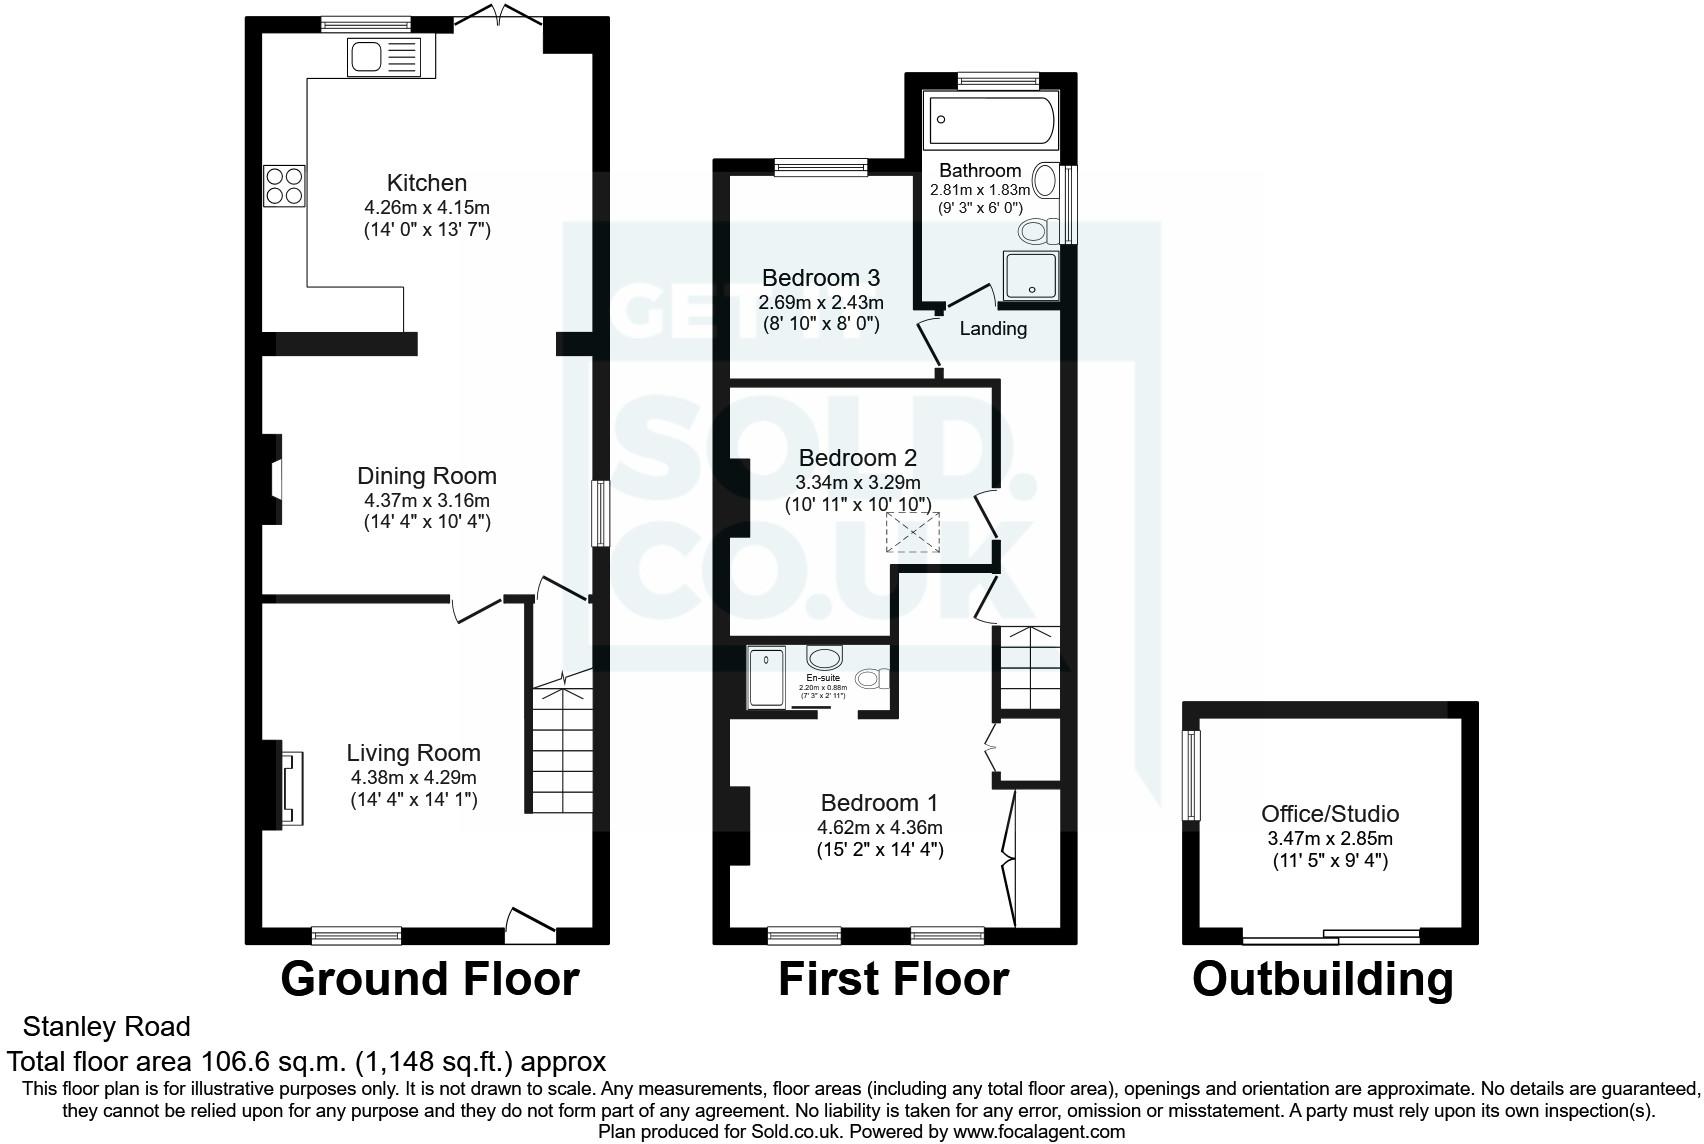 Kitchen
4.26m x 4.15m
(14' 0" x 13' 7")
Dining Room
4.37m x 3.16m
(14' 4" x 10' 4")
Living Room
4.38m x 4.29m
(14' 4" x 14' 1")
Ground Floor
Bathroom
2.81m x 1.83m
(9' 3" x 6' 0")
Bedroom 3
2.69m x 2.43m
(8' 10" x 8' 0")
Landing
Bedroom 2
3.34m x 3.29m
(10' 11" x 10' 10")
En-suite
2.20m x 0.88m
(7' 3" x 2' 11")
Bedroom 1
4.62m x 4.36m
(15' 2" x 14' 4")
First Floor
GET IT
SOLD.
CO.UK
Office/Studio
3.47m x 2.85m
(11' 5" x 9' 4")
Outbuilding
Stanley Road
Total floor area 106.6 sq.m. (1,148 sq.ft.) approx
This floor plan is for illustrative purposes only. It is not drawn to scale. Any measurements, floor areas (including any total floor area), openings and orientation are approximate. No details are guaranteed,
they cannot be relied upon for any purpose and they do not form part of any agreement. No liability is taken for any error, omission or misstatement. A party must rely upon its own inspection(s).
Plan produced for Sold.co.uk. Powered by www.focalagent.com